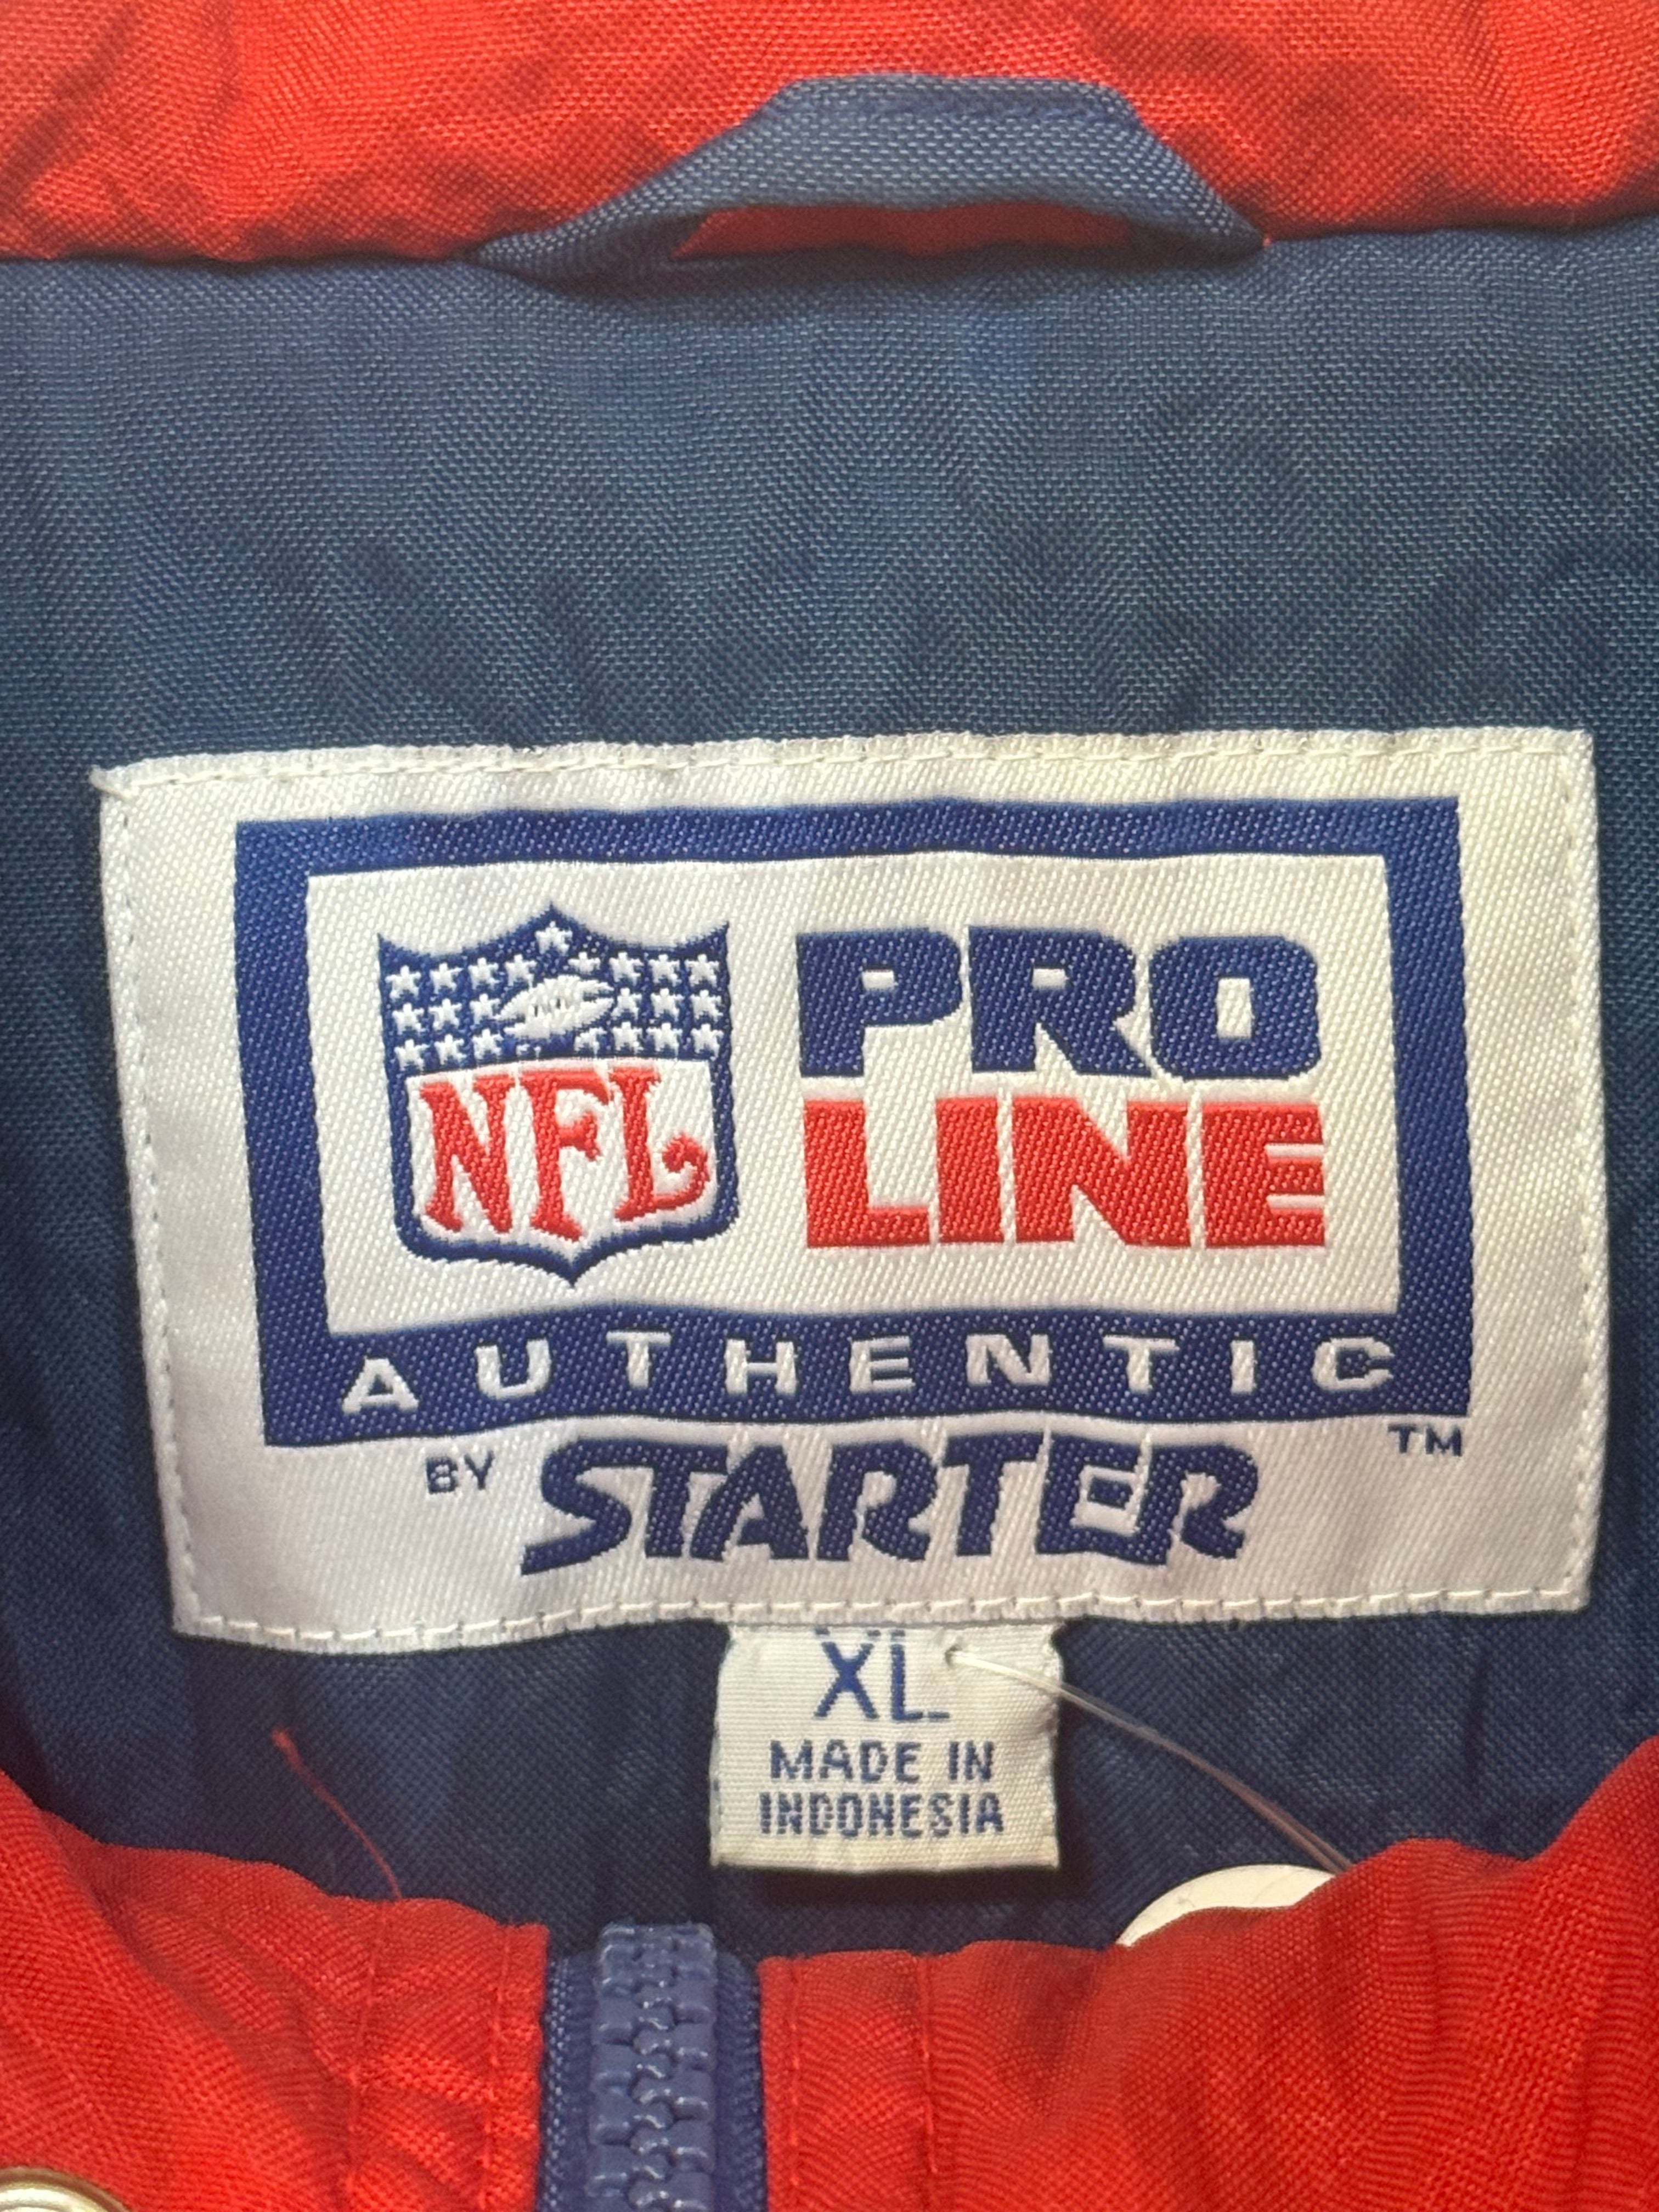 NFL
PRO
LINE
AUTHENTIC
TM
BY STARTER
XL
MADE IN
INDONESIA